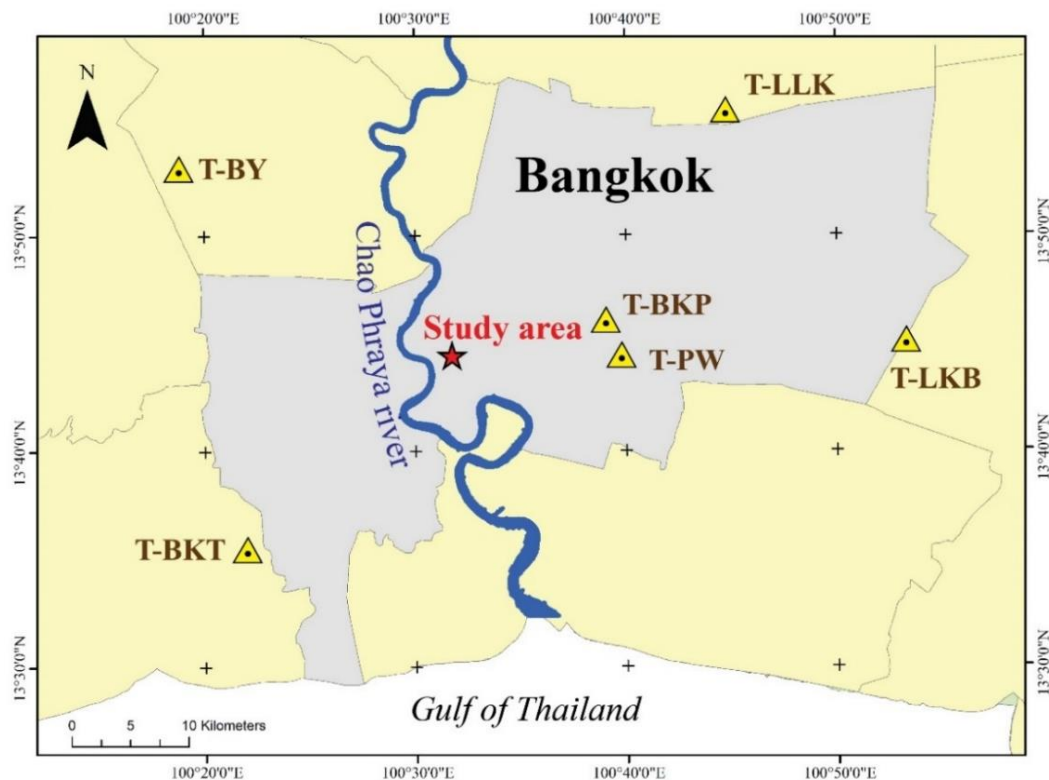 100°20'0"E 100°30'0"E 100°40'0"E 100°50'0"E
N
T-LLK
T-BY
Bangkok
13°50'0"N
13°50'0"N
Chao Phraya river
T-BKP
Study area
T-PW
T-LKB
13°40'0"N
13°40'0"N
T-BKT
13°30'0"N
13°30'0"N
Gulf of Thailand
0 5 10 Kilometers
100°20'0"E 100°30'0"E 100°40'0"E 100°50'0"E